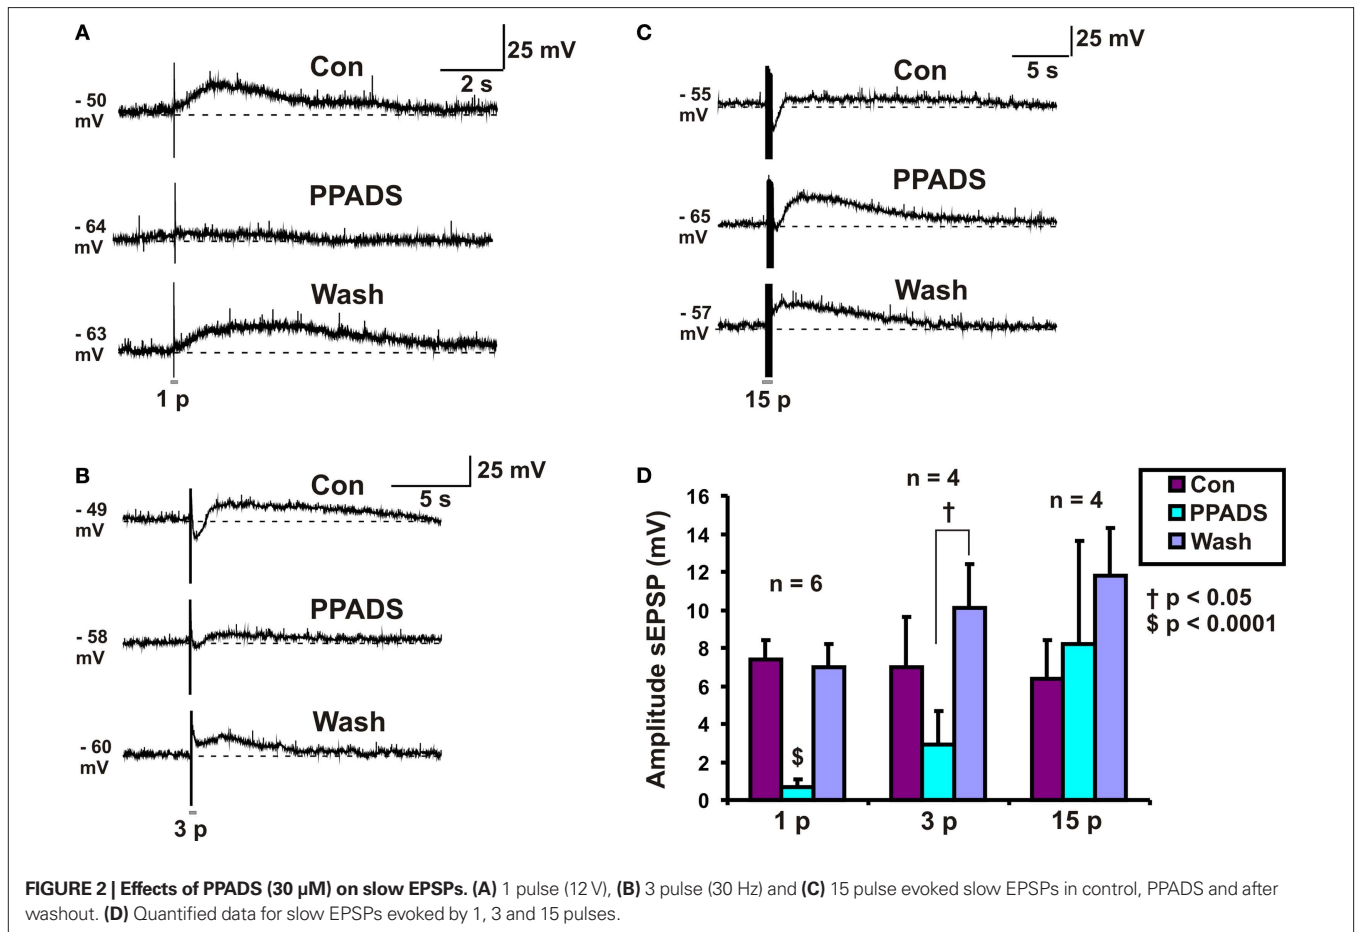 A
25 mV
2 s
Con
- 50
mV
PPADS
- 64
mV
Wash
- 63
mV
1 p
B
25 mV
5 s
Con
- 49
mV
PPADS
- 58
mV
Wash
- 60
mV
3 p
C
25 mV
5 s
Con
- 55
mV
PPADS
- 65
mV
Wash
- 57
mV
15 p
D
Amplitude sEPSP (mV)
16
14
12
10
8
6
4
2
0
n = 6
n = 4
n = 4
†
$
1 p
3 p
15 p
Con
PPADS
Wash
† p < 0.05
$ p < 0.0001
FIGURE 2 | Effects of PPADS (30 µM) on slow EPSPs. (A) 1 pulse (12 V), (B) 3 pulse (30 Hz) and (C) 15 pulse evoked slow EPSPs in control, PPADS and after
washout. (D) Quantified data for slow EPSPs evoked by 1, 3 and 15 pulses.